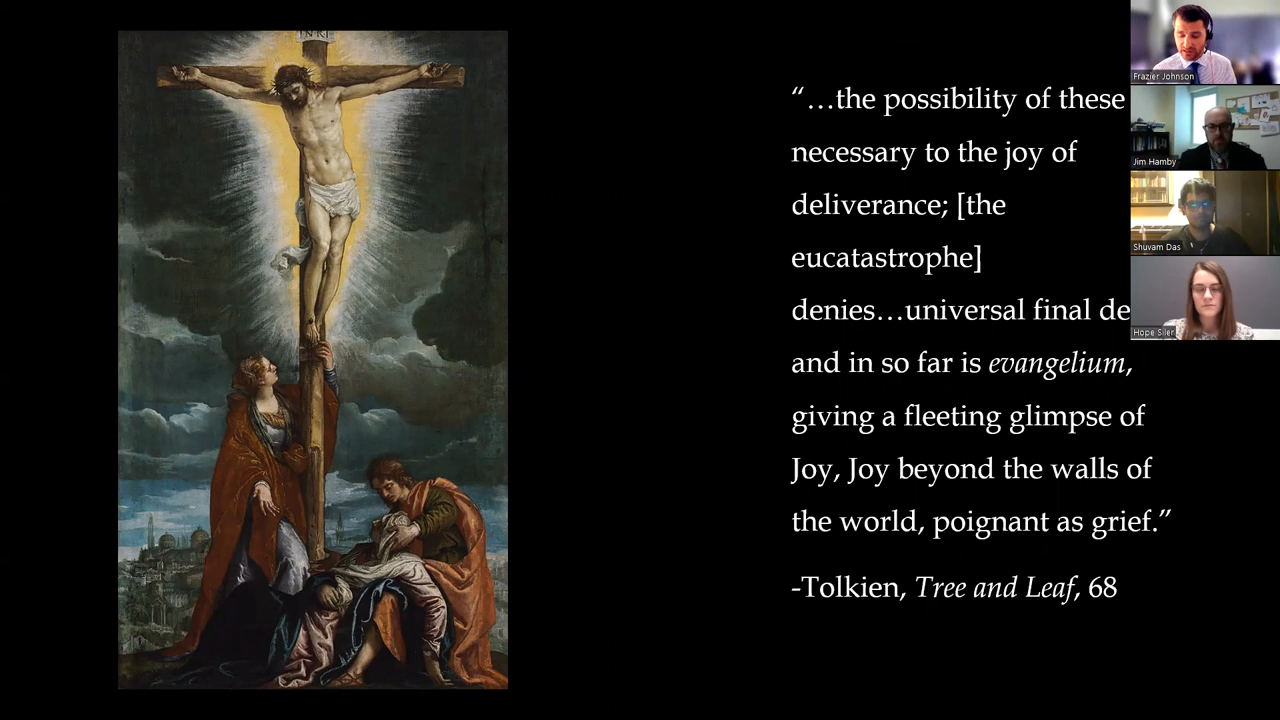 INRI
“…the possibility of these
necessary to the joy of
deliverance; [the
eucatastrophe]
denies…universal final de
and in so far is evangelium,
giving a fleeting glimpse of
Joy, Joy beyond the walls of
the world, poignant as grief.”
-Tolkien, Tree and Leaf, 68
Frazier Johnson
Jim Hamby
Shuvam Das
Hope Siler